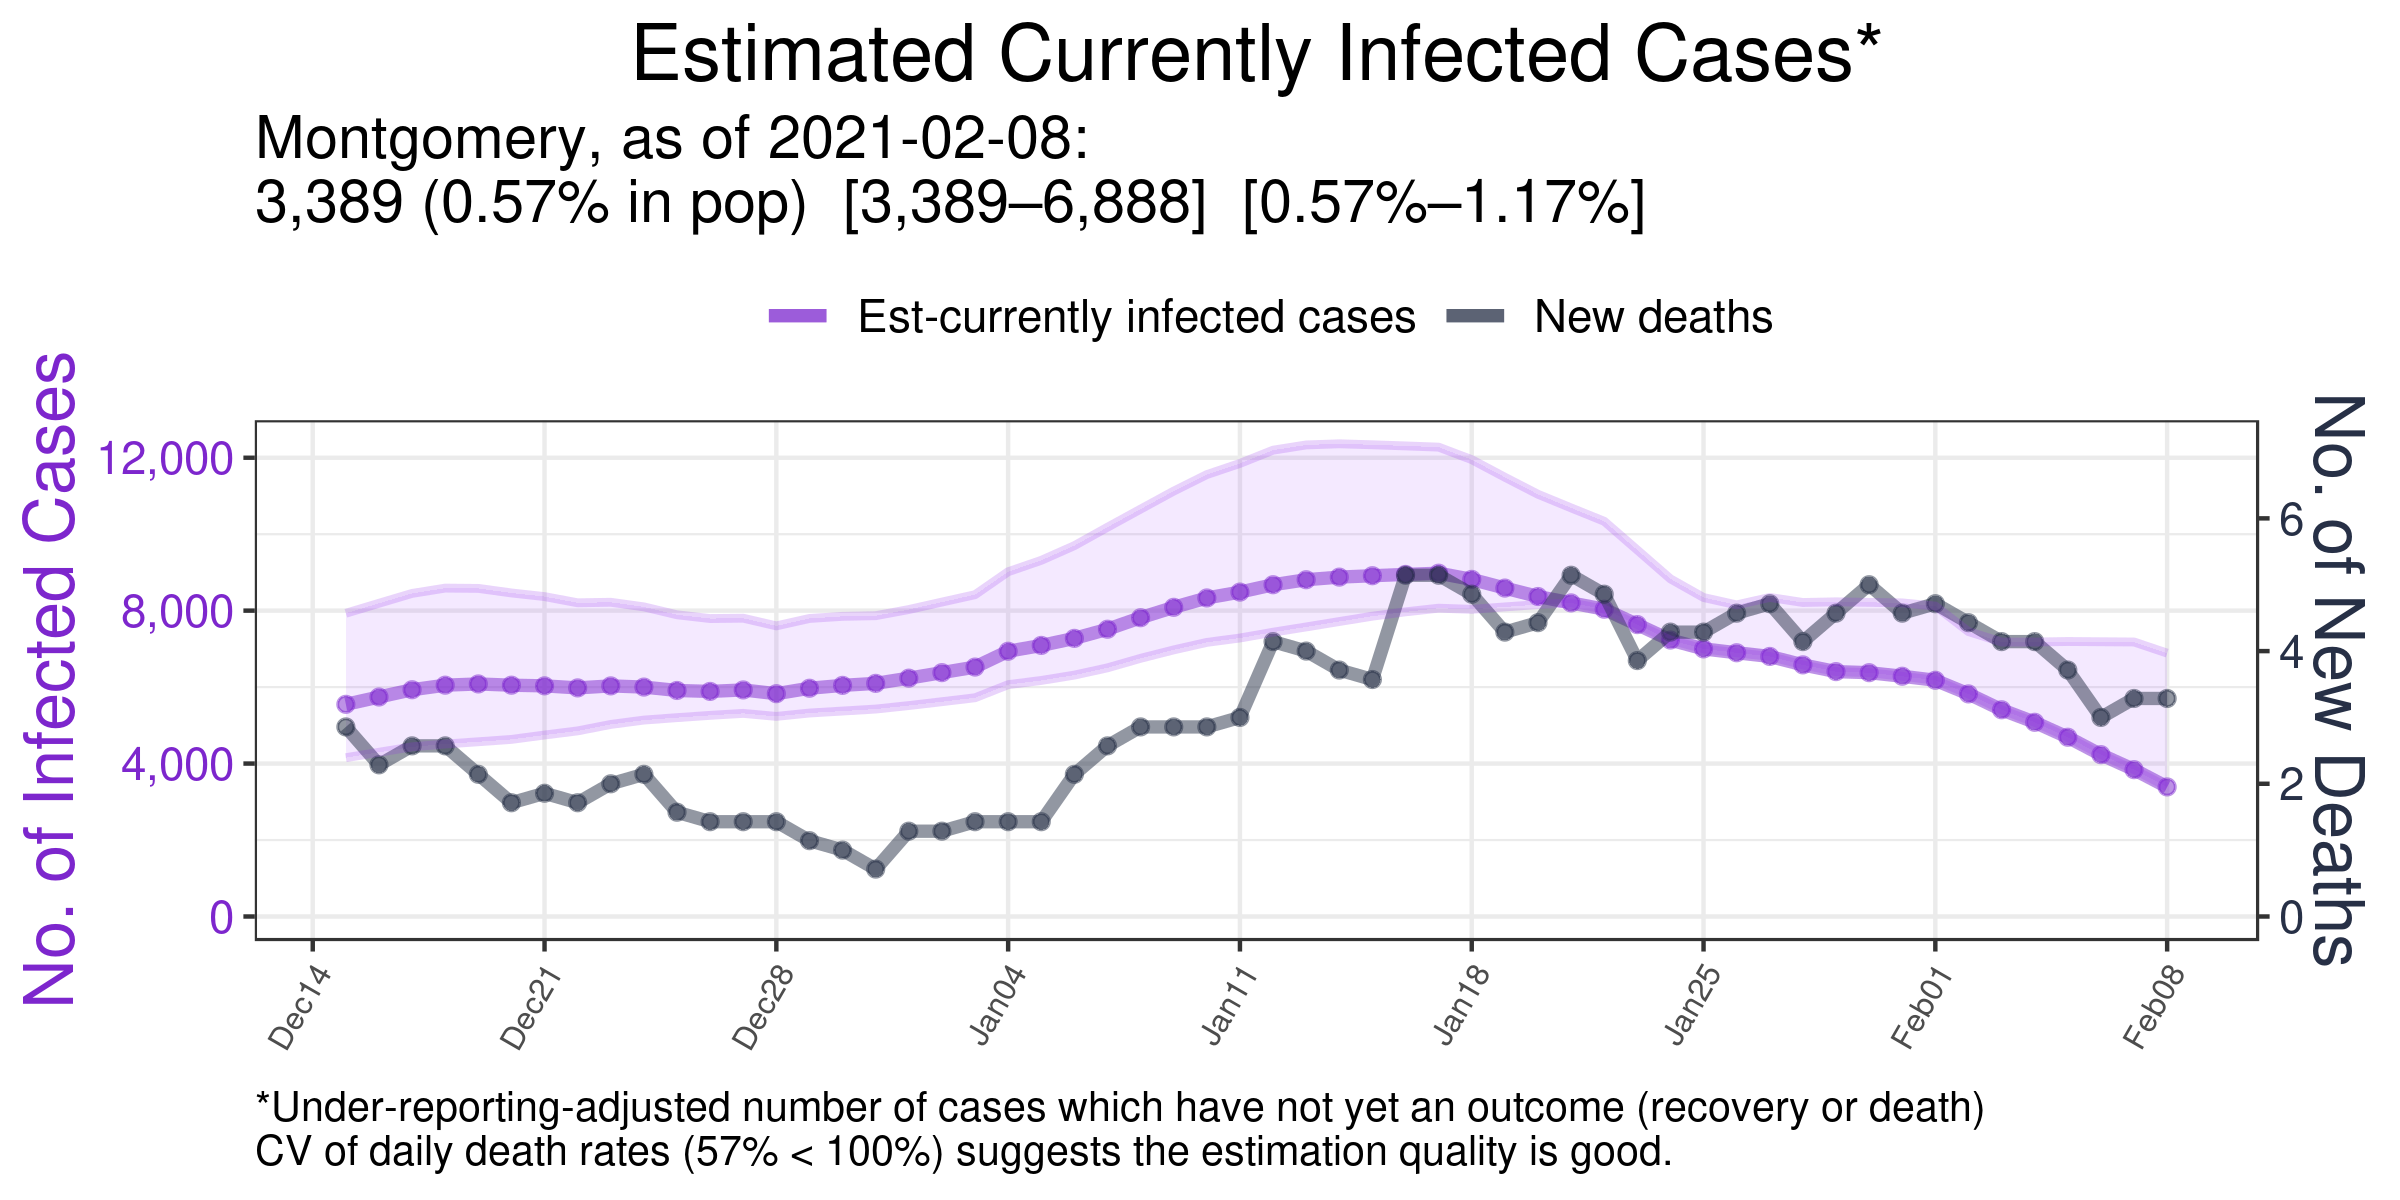 Estimated Currently Infected Cases*
Montgomery, as of 2021-02-08:
3,389 (0.57% in pop)  [3,389–6,888]  [0.57%–1.17%]
Est-currently infected cases
New deaths
No. of Infected Cases
12,000
8,000
4,000
0
No. of New Deaths
6
4
2
0
Dec14
Dec21
Dec28
Jan04
Jan11
Jan18
Jan25
Feb01
Feb08
*Under-reporting-adjusted number of cases which have not yet an outcome (recovery or death)
CV of daily death rates (57% < 100%) suggests the estimation quality is good.